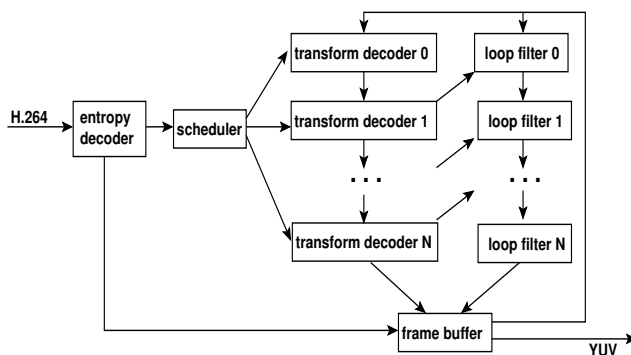 transform decoder 0
loop filter 0
H.264
entropy
decoder
scheduler
transform decoder 1
loop filter 1
. . .
. . .
transform decoder N
loop filter N
frame buffer
YUV